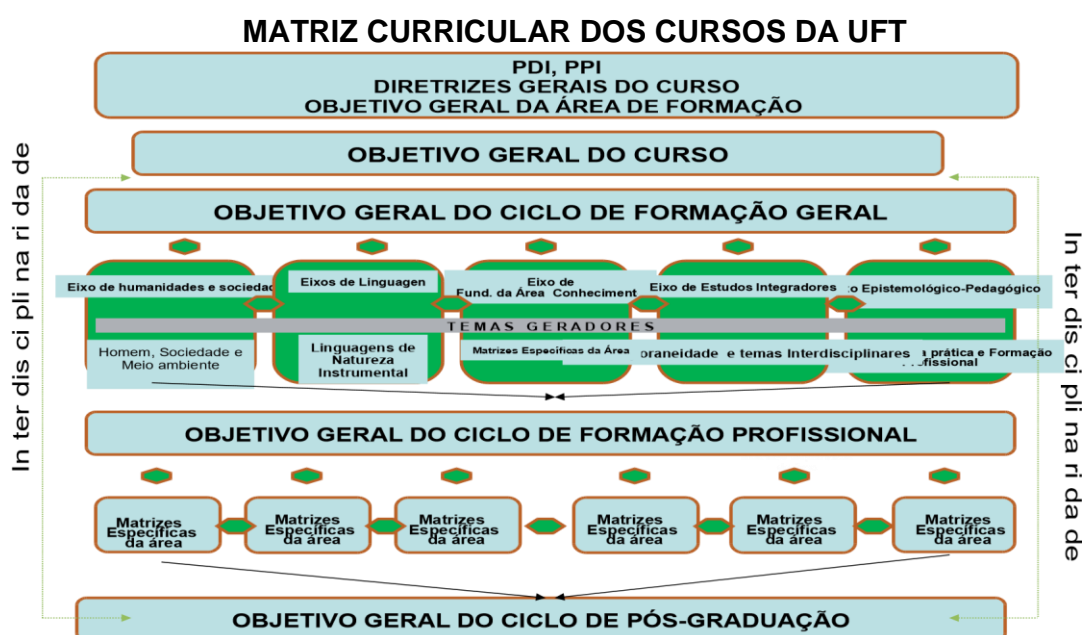 MATRIZ CURRICULAR DOS CURSOS DA UFT
PDI, PPI
DIRETRIZES GERAIS DO CURSO
OBJETIVO GERAL DA ÁREA DE FORMAÇÃO
OBJETIVO GERAL DO CURSO
In ter dis ci pli na ri da de
In ter dis ci pli na ri da de
OBJETIVO GERAL DO CICLO DE FORMAÇÃO GERAL
Eixo de humanidades e sociedad
Eixos de Linguagen
Eixo de
Fund. da Área Conheciment
Eixo de Estudos Integradores
o Epistemológico-Pedagógico
TEMAS GERADORES
Homem, Sociedade e
Meio ambiente
Linguagens de
Natureza
Instrumental
Matrizes Específicas da Área
oraneidade e temas Interdisciplinares
a prática e Formação
rofissional
OBJETIVO GERAL DO CICLO DE FORMAÇÃO PROFISSIONAL
Matrizes
Específicas
da área
Matrizes
Específicas
da área
Matrizes
Específicas
da área
Matrizes
Específicas
da área
Matrizes
Específicas
da área
Matrizes
Específicas
da área
OBJETIVO GERAL DO CICLO DE PÓS-GRADUAÇÃO